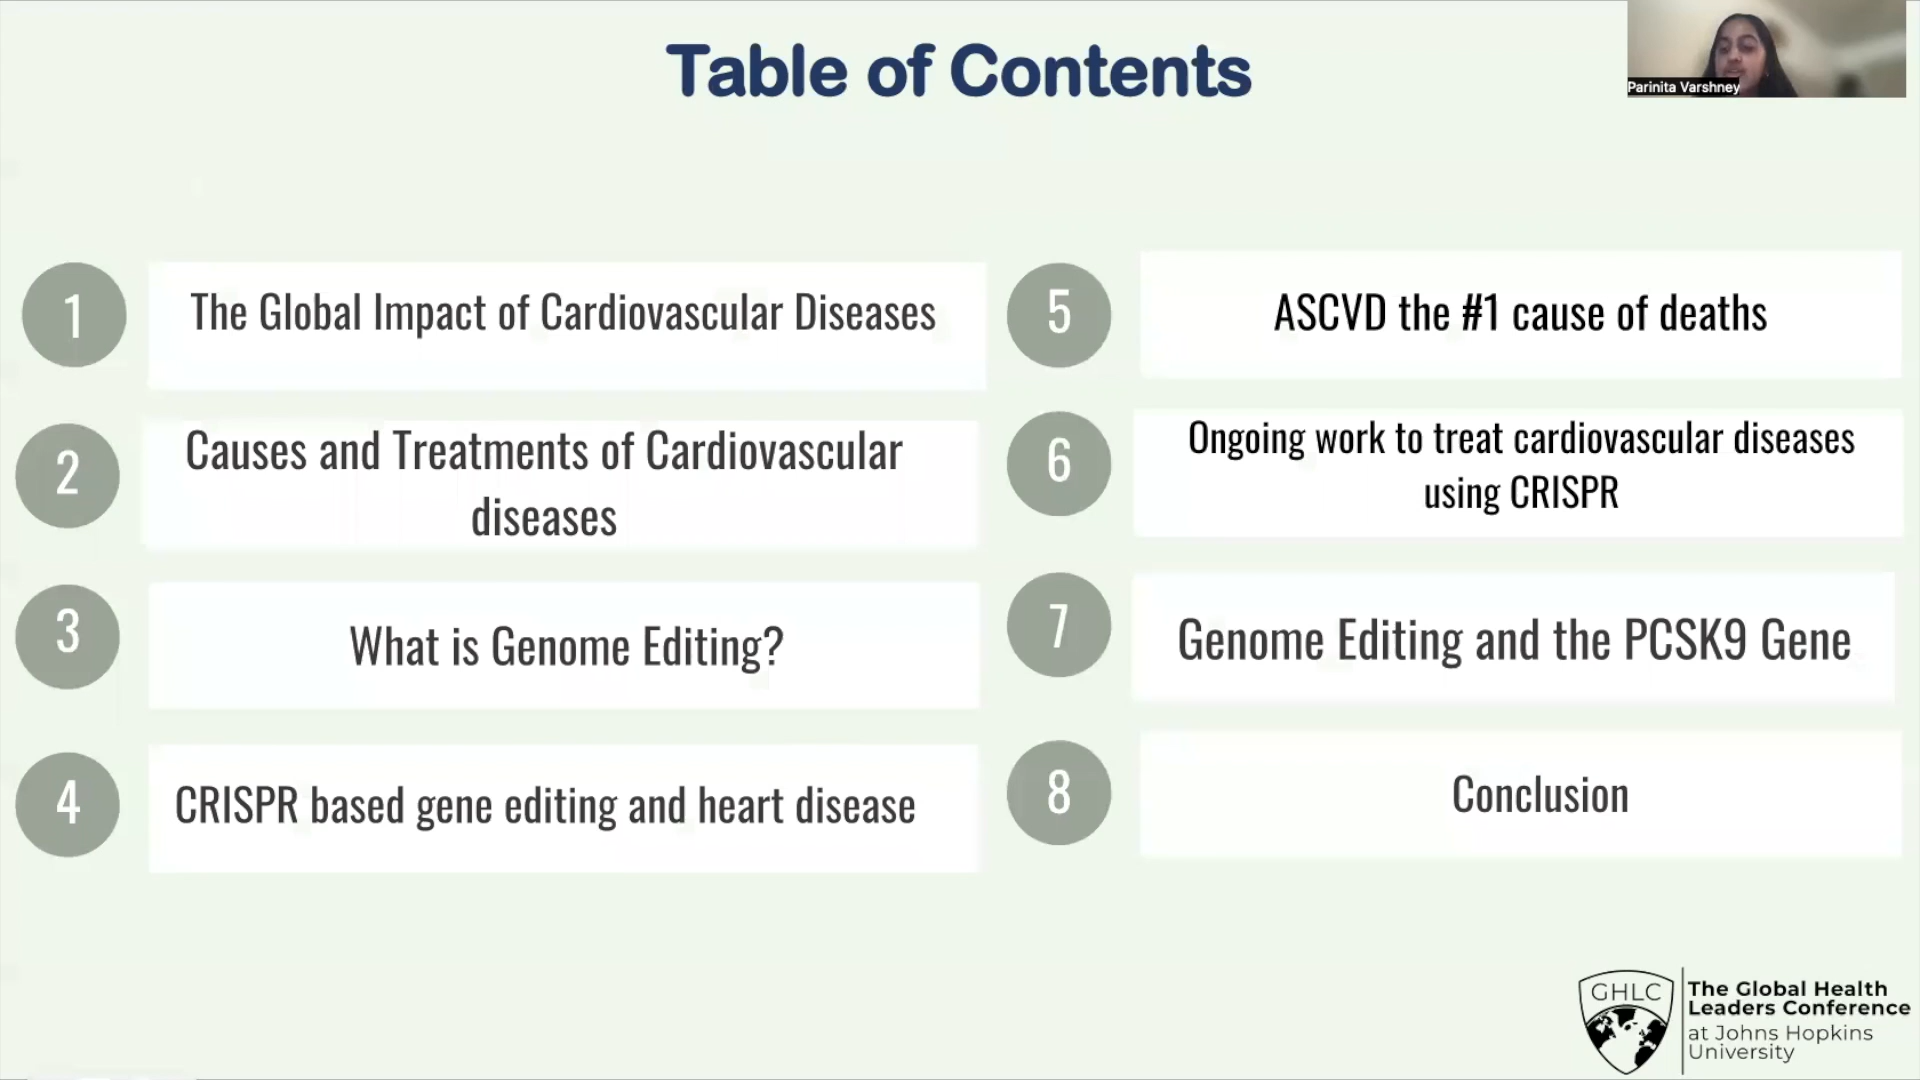 Table of Contents
Parinita Varshney
1
The Global Impact of Cardiovascular Diseases
2
Causes and Treatments of Cardiovascular
diseases
3
What is Genome Editing?
4
CRISPR based gene editing and heart disease
5
ASCVD the #1 cause of deaths
6
Ongoing work to treat cardiovascular diseases
using CRISPR
7
Genome Editing and the PCSK9 Gene
8
Conclusion
GHLC
The Global Health
Leaders Conference
at Johns Hopkins
University